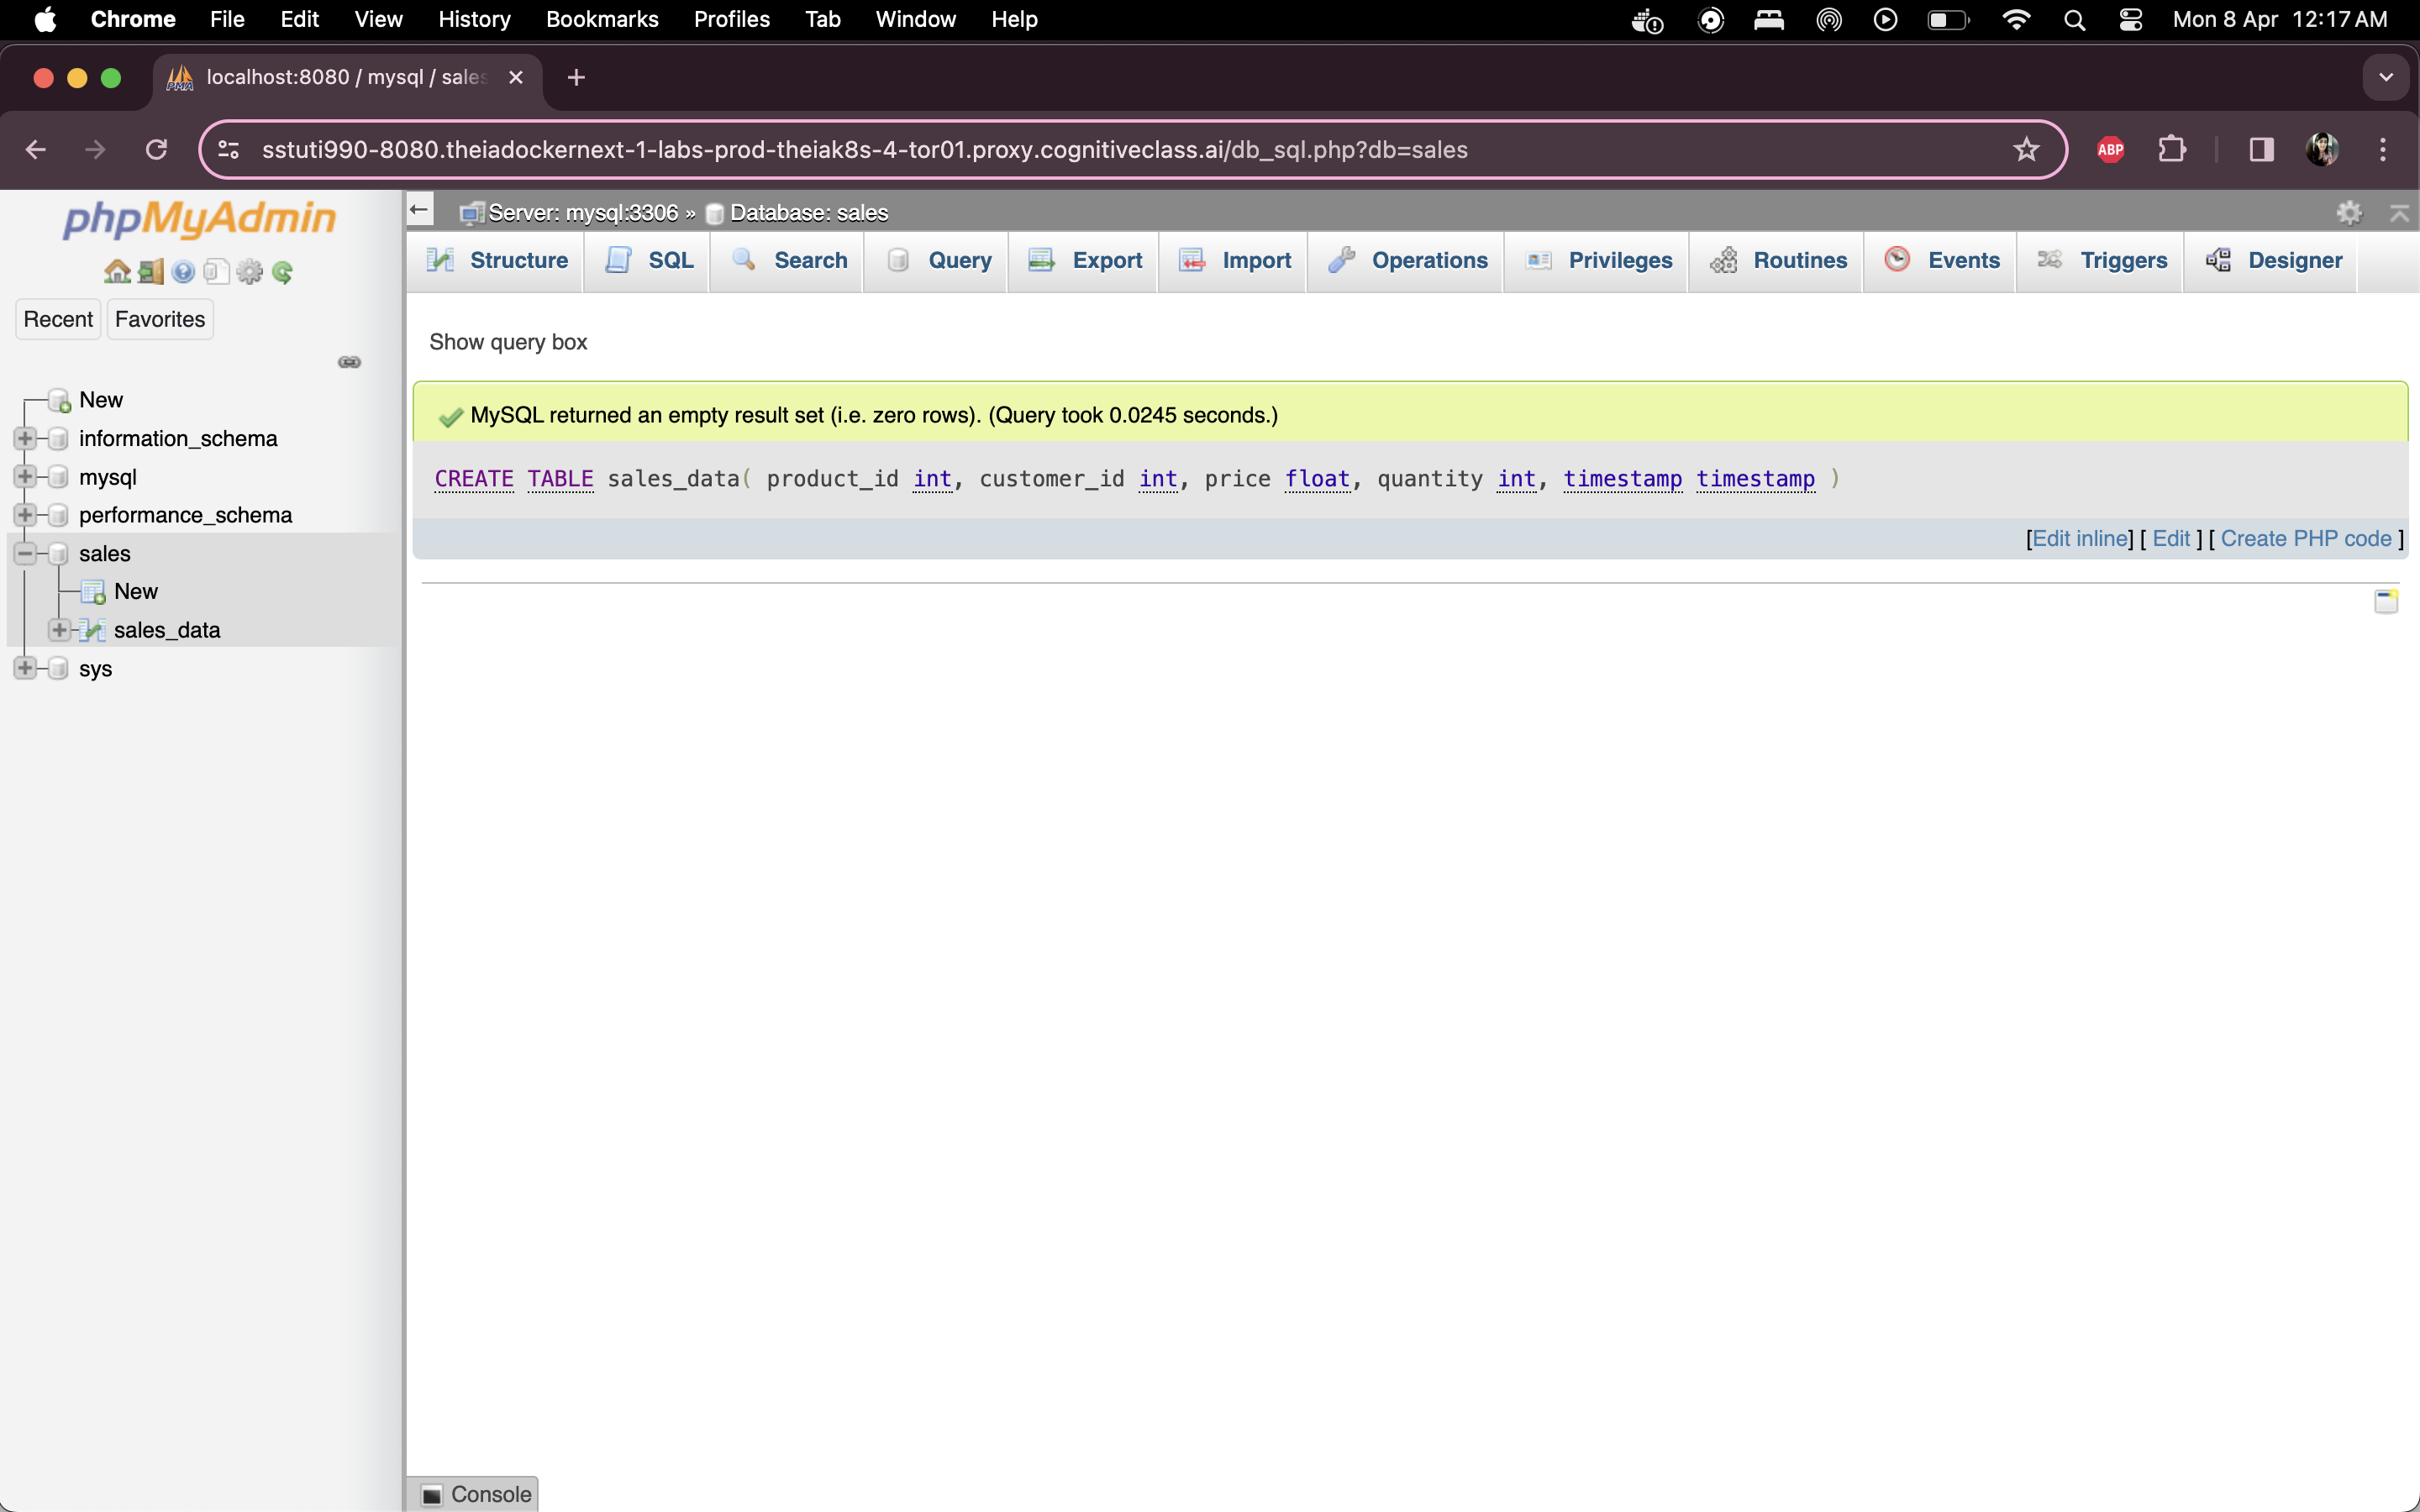 Chrome File Edit View History Bookmarks Profiles Tab Window Help Mon 8 Apr 12:17 AM
localhost:8080 / mysql / sales
sstuti990-8080.theiadockernext-1-labs-prod-theiak8s-4-tor01.proxy.cognitiveclass.ai/db_sql.php?db=sales
ABP
phpMyAdmin
Recent Favorites
New
information_schema
mysql
performance_schema
sales
New
sales_data
sys
Server: mysql:3306 » Database: sales
Structure SQL Search Query Export Import Operations Privileges Routines Events Triggers Designer
Show query box
MySQL returned an empty result set (i.e. zero rows). (Query took 0.0245 seconds.)
CREATE TABLE sales_data( product_id int, customer_id int, price float, quantity int, timestamp timestamp )
[Edit inline] [ Edit ] [ Create PHP code ]
Console